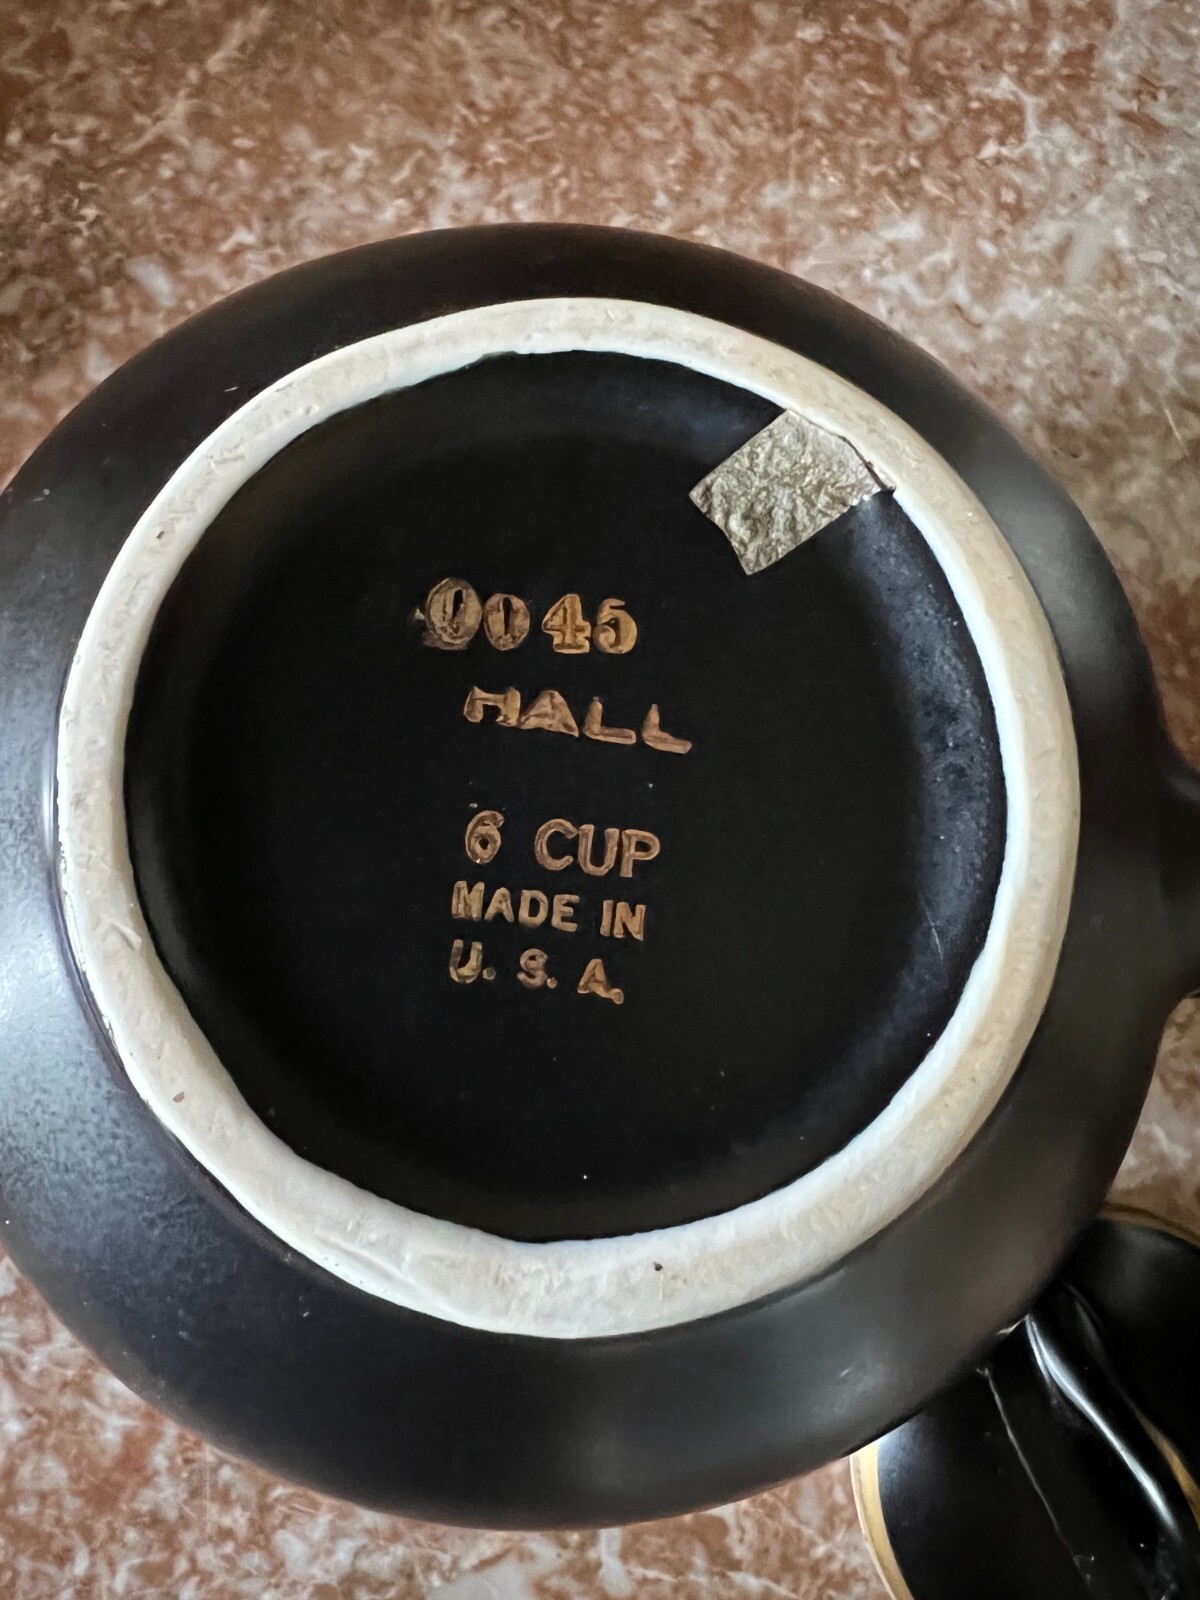 0045
HALL
6 CUP
MADE IN
U. S. A.